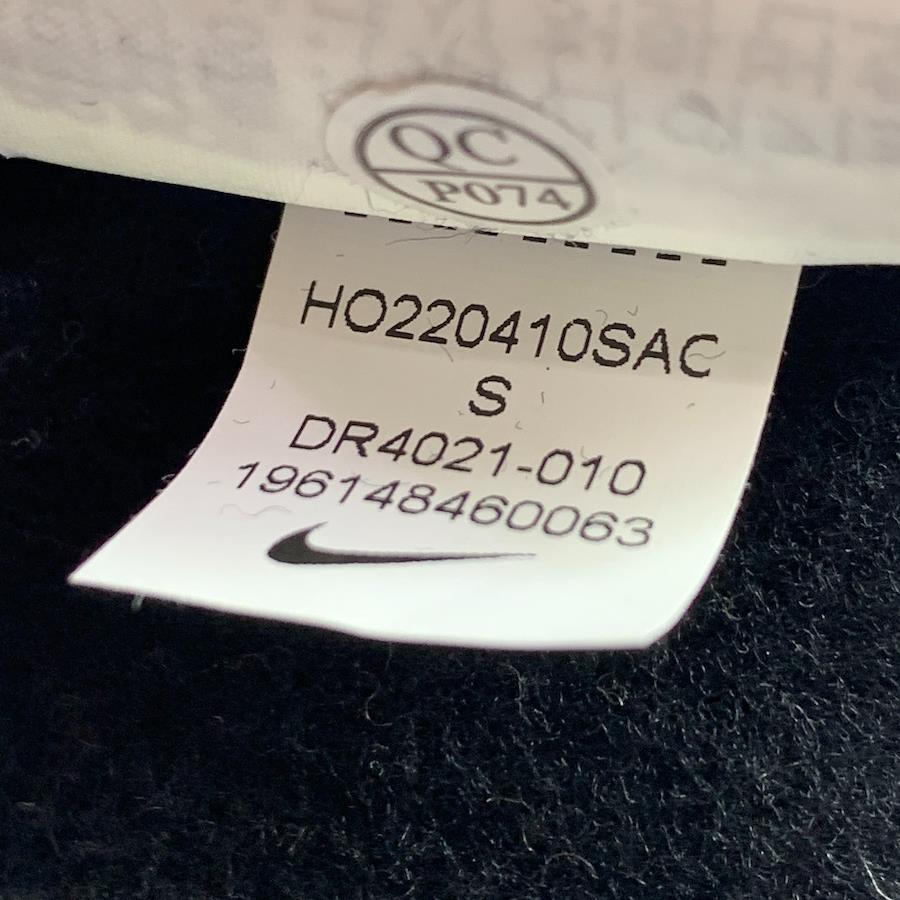 QC
P074
HO220410SAC
S
DR4021-010
196148460063